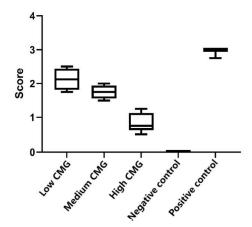 4
3
2
1
0
Score
Low CMG
Medium CMG
High CMG
Negative control
Positive control